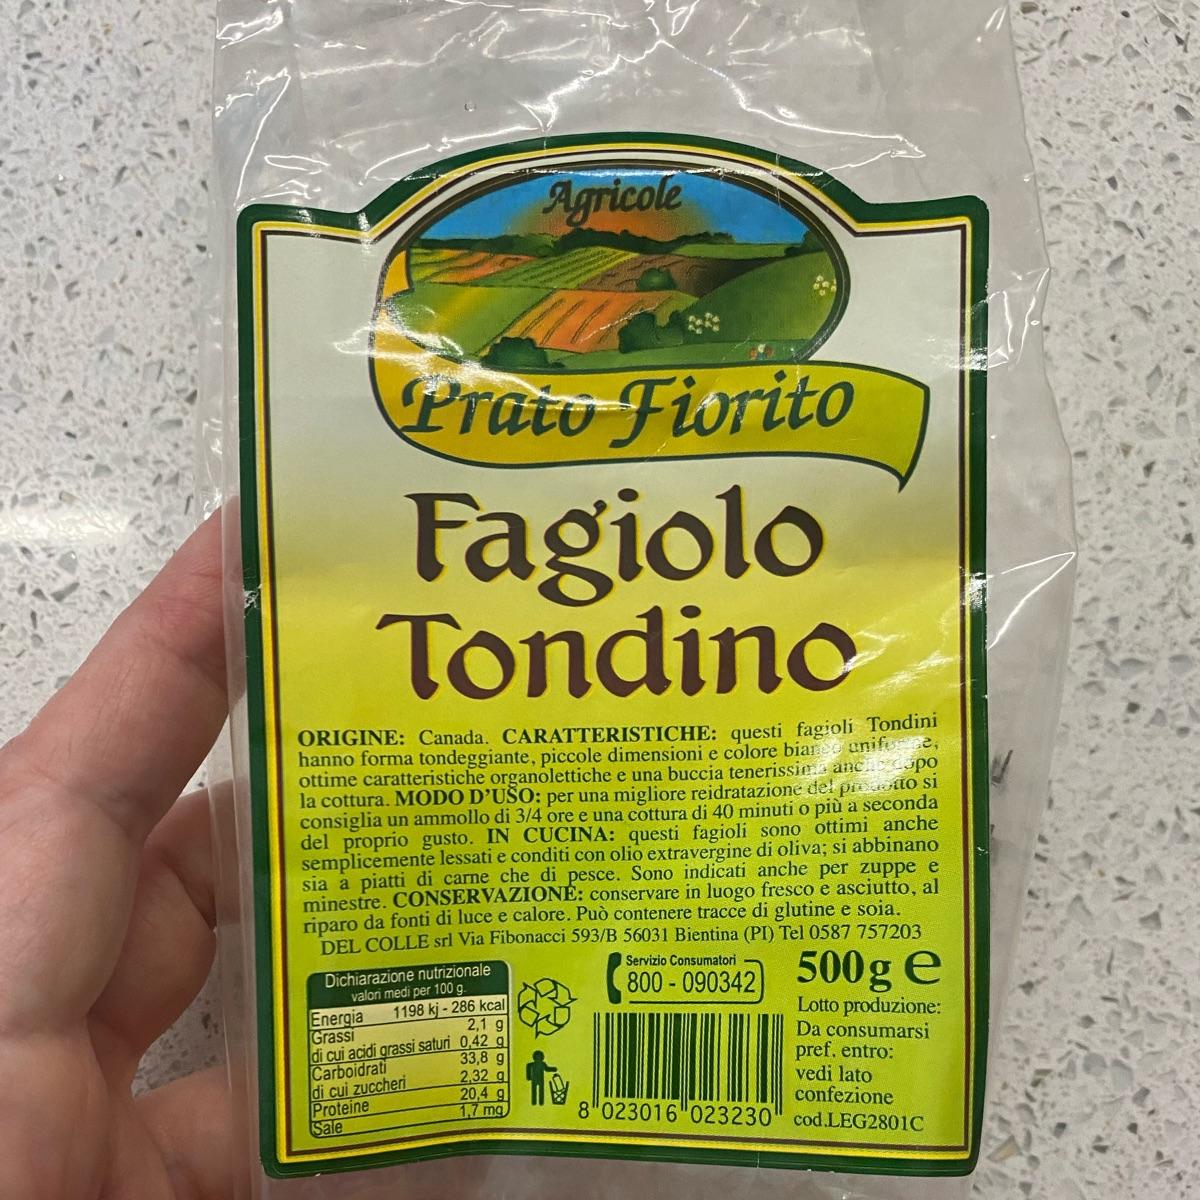 Agricole
Prato Fiorito
Fagiolo
Tondino
ORIGINE: Canada. CARATTERISTICHE: questi fagioli Tondini
hanno forma tondeggiante, piccole dimensioni e colore bianco uniforme,
ottime caratteristiche organolettiche e una buccia tenerissima anche dopo
la cottura. MODO D'USO: per una migliore reidratazione del prodotto si
consiglia un ammollo di 3/4 ore e una cottura di 40 minuti o più a seconda
del proprio gusto. IN CUCINA: questi fagioli sono ottimi anche
semplicemente lessati e conditi con olio extravergine di oliva; si abbinano
sia a piatti di carne che di pesce. Sono indicati anche per zuppe e
minestre. CONSERVAZIONE: conservare in luogo fresco e asciutto, al
riparo da fonti di luce e calore. Può contenere tracce di glutine e soia.
DEL COLLE srl Via Fibonacci 593/B 56031 Bientina (PI) Tel 0587 757203
Dichiarazione nutrizionale
valori medi per 100 g.
Energia 1198 kj - 286 kcal
Grassi 2,1 g
di cui acidi grassi saturi 0,42 g
Carboidrati 33,8 g
di cui zuccheri 2,32 g
Proteine 20,4 g
Sale 1,7 mg
Servizio Consumatori
800 - 090342
8 023016 023230
500g e
Lotto produzione:
Da consumarsi
pref. entro:
vedi lato
confezione
cod.LEG2801C